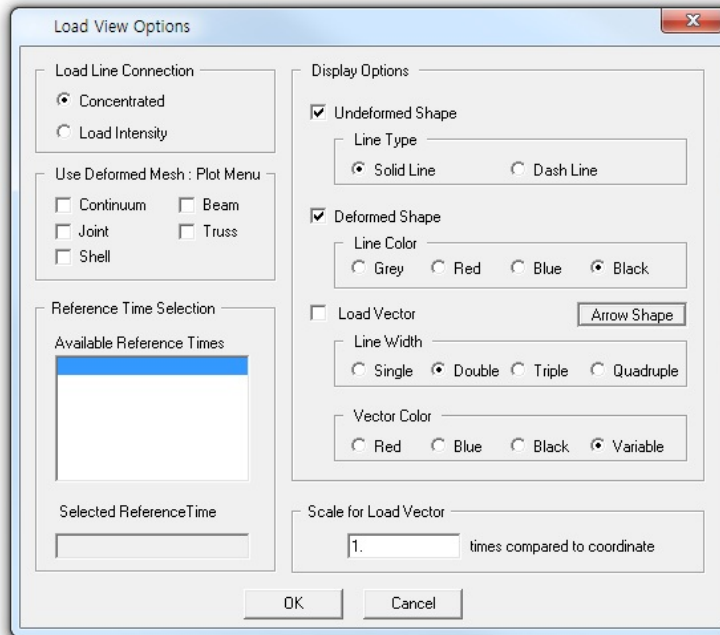 Load View Options
Load Line Connection
Concentrated
Load Intensity
Use Deformed Mesh : Plot Menu
Continuum Beam
Joint Truss
Shell
Reference Time Selection
Available Reference Times
Selected ReferenceTime
Display Options
Undeformed Shape
Line Type
Solid Line Dash Line
Deformed Shape
Line Color
Grey Red Blue Black
Load Vector Arrow Shape
Line Width
Single Double Triple Quadruple
Vector Color
Red Blue Black Variable
Scale for Load Vector
1. times compared to coordinate
OK Cancel